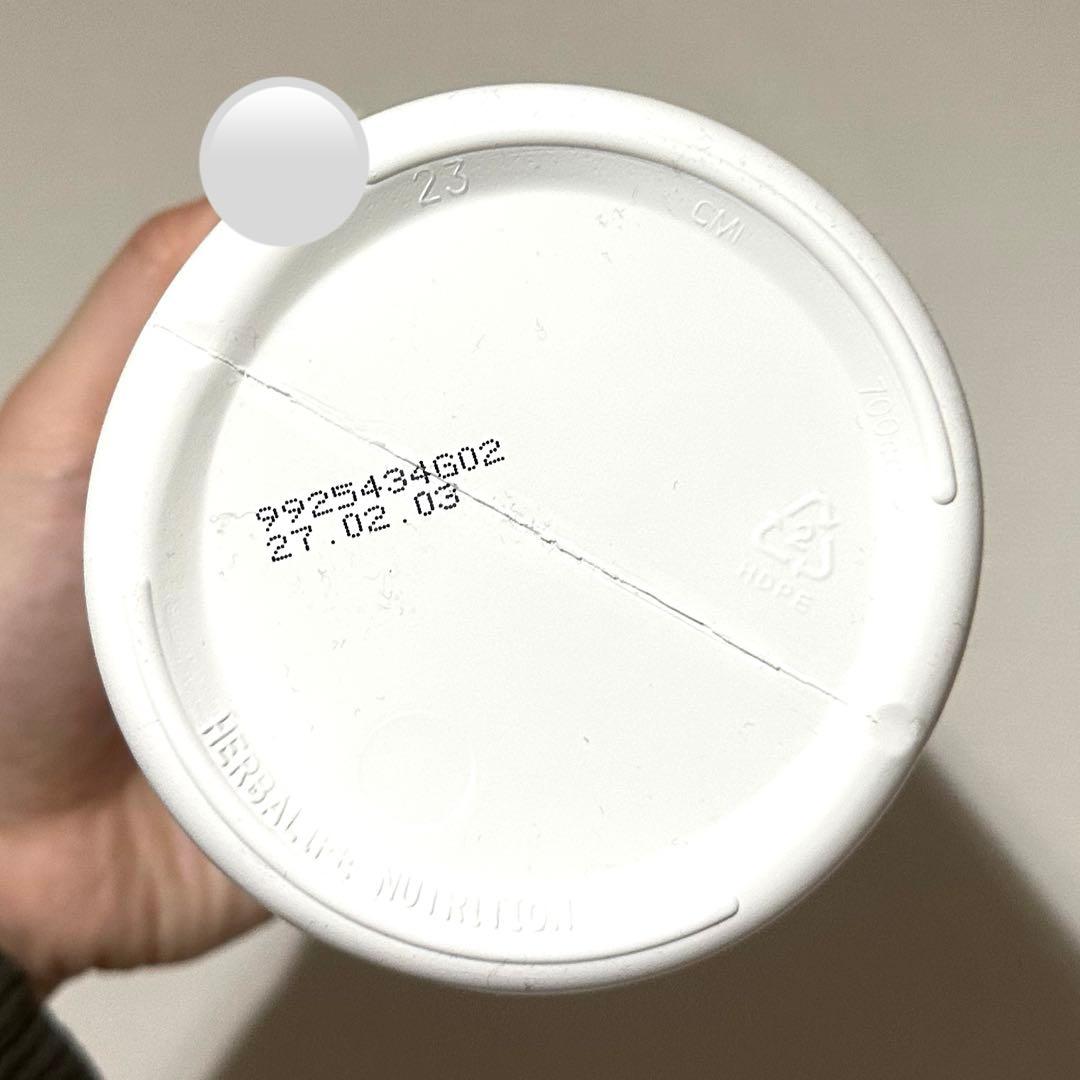 23
CMI
9925434G02
27.02.03
2
HDPE
HERBALIFE NUTRITION